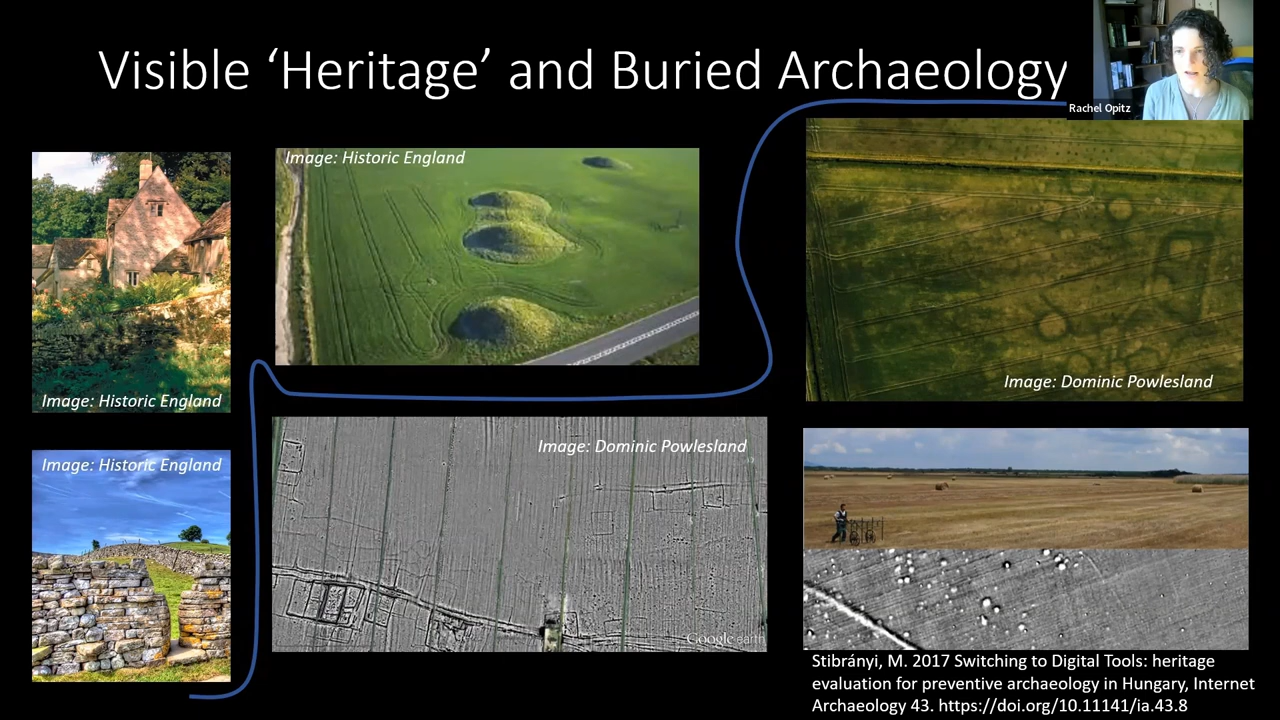 Visible ‘Heritage’ and Buried Archaeology
Rachel Opitz
Image: Historic England
Image: Historic England
Image: Dominic Powlesland
Image: Historic England
Image: Dominic Powlesland
Google earth
Stibrányi, M. 2017 Switching to Digital Tools: heritage
evaluation for preventive archaeology in Hungary, Internet
Archaeology 43. https://doi.org/10.11141/ia.43.8